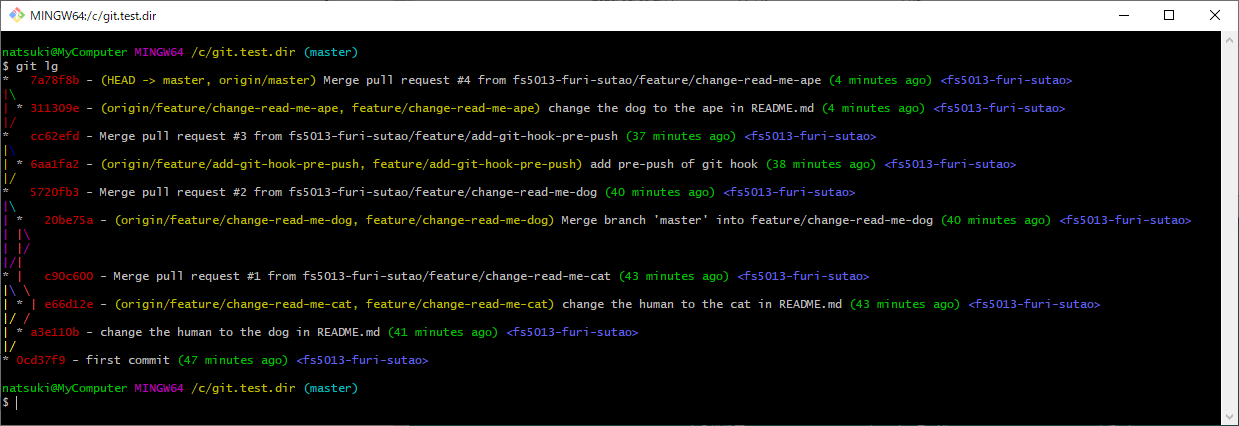 MINGW64:/c/git.test.dir
natsuki@MyComputer MINGW64 /c/git.test.dir (master)
$ git lg
*   7a78f8b - (HEAD -> master, origin/master) Merge pull request #4 from fs5013-furi-sutao/feature/change-read-me-ape (4 minutes ago) <fs5013-furi-sutao>
|\
| * 311309e - (origin/feature/change-read-me-ape, feature/change-read-me-ape) change the dog to the ape in README.md (4 minutes ago) <fs5013-furi-sutao>
|/
*   cc62efd - Merge pull request #3 from fs5013-furi-sutao/feature/add-git-hook-pre-push (37 minutes ago) <fs5013-furi-sutao>
|\
| * 6aa1fa2 - (origin/feature/add-git-hook-pre-push, feature/add-git-hook-pre-push) add pre-push of git hook (38 minutes ago) <fs5013-furi-sutao>
|/
*   5720fb3 - Merge pull request #2 from fs5013-furi-sutao/feature/change-read-me-dog (40 minutes ago) <fs5013-furi-sutao>
|\
| *   20be75a - (origin/feature/change-read-me-dog, feature/change-read-me-dog) Merge branch 'master' into feature/change-read-me-dog (40 minutes ago) <fs5013-furi-sutao>
| |\
| |/
|/|
* |   c90c600 - Merge pull request #1 from fs5013-furi-sutao/feature/change-read-me-cat (43 minutes ago) <fs5013-furi-sutao>
|\ \
| * | e66d12e - (origin/feature/change-read-me-cat, feature/change-read-me-cat) change the human to the cat in README.md (43 minutes ago) <fs5013-furi-sutao>
|/ /
| * a3e110b - change the human to the dog in README.md (41 minutes ago) <fs5013-furi-sutao>
|/
* 0cd37f9 - first commit (47 minutes ago) <fs5013-furi-sutao>
natsuki@MyComputer MINGW64 /c/git.test.dir (master)
$